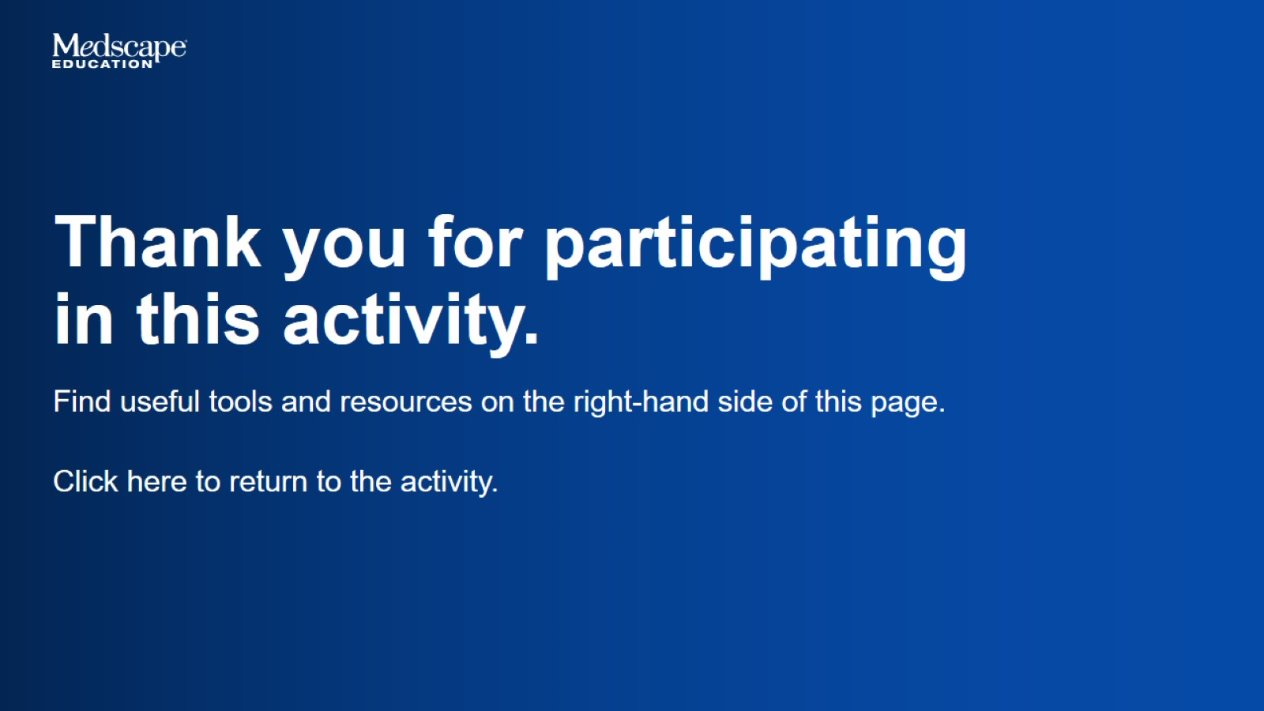 Medscape
EDUCATION
Thank you for participating
in this activity.
Find useful tools and resources on the right-hand side of this page.
Click here to return to the activity.